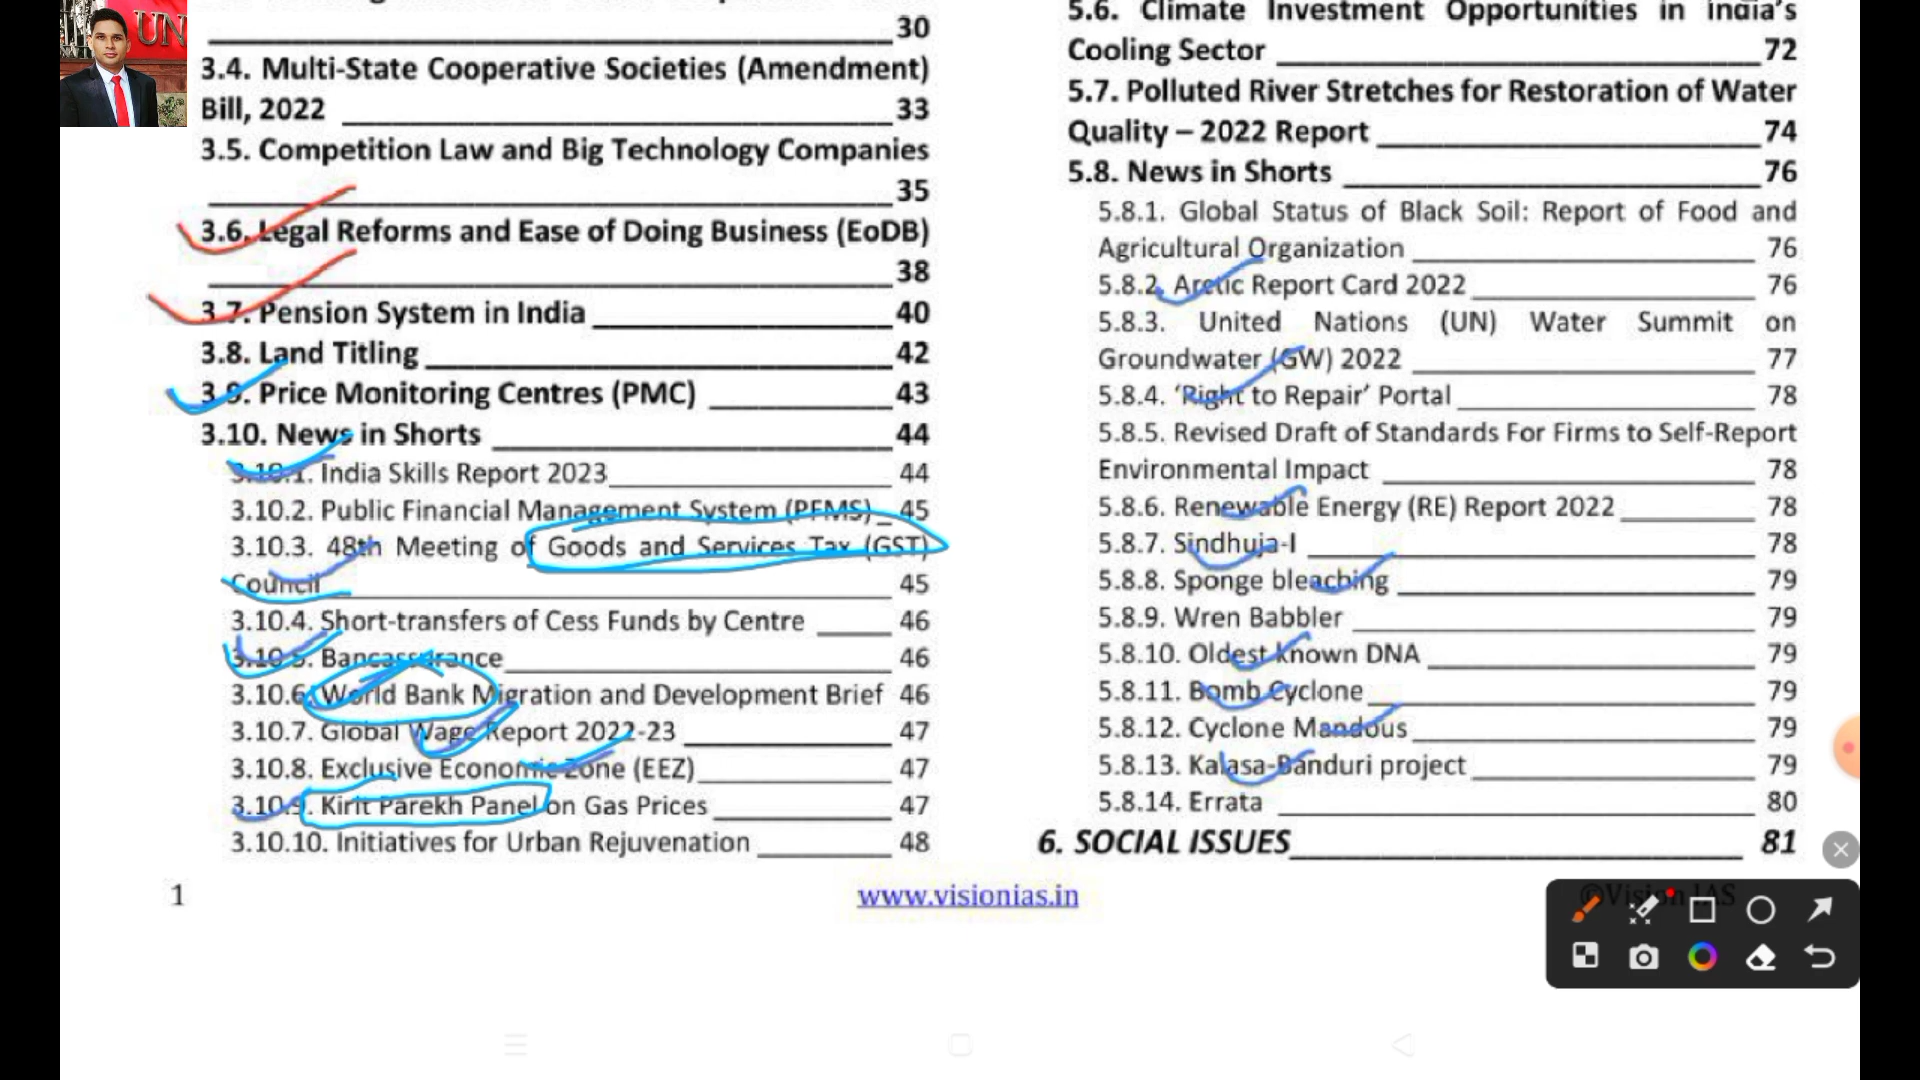 UN
30
3.4. Multi-State Cooperative Societies (Amendment)
Bill, 2022 33
3.5. Competition Law and Big Technology Companies
35
3.6. Legal Reforms and Ease of Doing Business (EoDB)
38
3.7. Pension System in India 40
3.8. Land Titling 42
3.9. Price Monitoring Centres (PMC) 43
3.10. News in Shorts 44
3.10.1. India Skills Report 2023 44
3.10.2. Public Financial Management System (PFMS) 45
3.10.3. 48th Meeting of Goods and Services Tax (GST)
Council 45
3.10.4. Short-transfers of Cess Funds by Centre 46
3.10.5. Bancassurance 46
3.10.6. World Bank Migration and Development Brief 46
3.10.7. Global Wage Report 2022-23 47
3.10.8. Exclusive Economic Zone (EEZ) 47
3.10.9. Kirit Parekh Panel on Gas Prices 47
3.10.10. Initiatives for Urban Rejuvenation 48
5.6. Climate Investment Opportunities in India's
Cooling Sector 72
5.7. Polluted River Stretches for Restoration of Water
Quality – 2022 Report 74
5.8. News in Shorts 76
5.8.1. Global Status of Black Soil: Report of Food and
Agricultural Organization 76
5.8.2. Arctic Report Card 2022 76
5.8.3. United Nations (UN) Water Summit on
Groundwater (GW) 2022 77
5.8.4. ‘Right to Repair’ Portal 78
5.8.5. Revised Draft of Standards For Firms to Self-Report
Environmental Impact 78
5.8.6. Renewable Energy (RE) Report 2022 78
5.8.7. Sindhuja-I 78
5.8.8. Sponge bleaching 79
5.8.9. Wren Babbler 79
5.8.10. Oldest known DNA 79
5.8.11. Bomb Cyclone 79
5.8.12. Cyclone Mandous 79
5.8.13. Kalasa-Banduri project 79
5.8.14. Errata 80
6. SOCIAL ISSUES 81
1
www.visionias.in
©Vision IAS